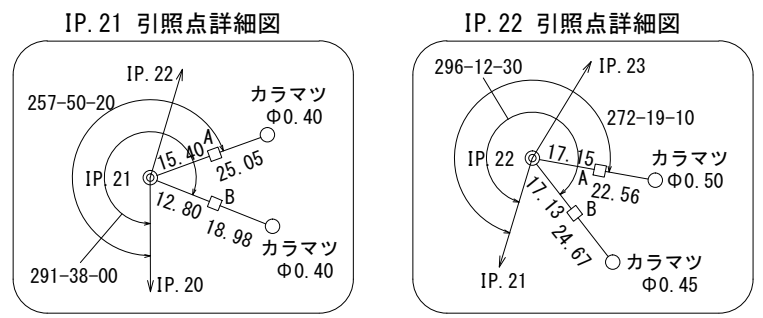 IP.21 引照点詳細図
IP.22
カラマツ
Φ0.40
257-50-20
A
15.40
25.05
IP.21
B
12.80
18.98
カラマツ
Φ0.40
291-38-00
IP.20
IP.22 引照点詳細図
296-12-30
IP.23
272-19-10
17.15
IP.22
カラマツ
Φ0.50
A
22.56
17.13
B
24.67
カラマツ
Φ0.45
IP.21